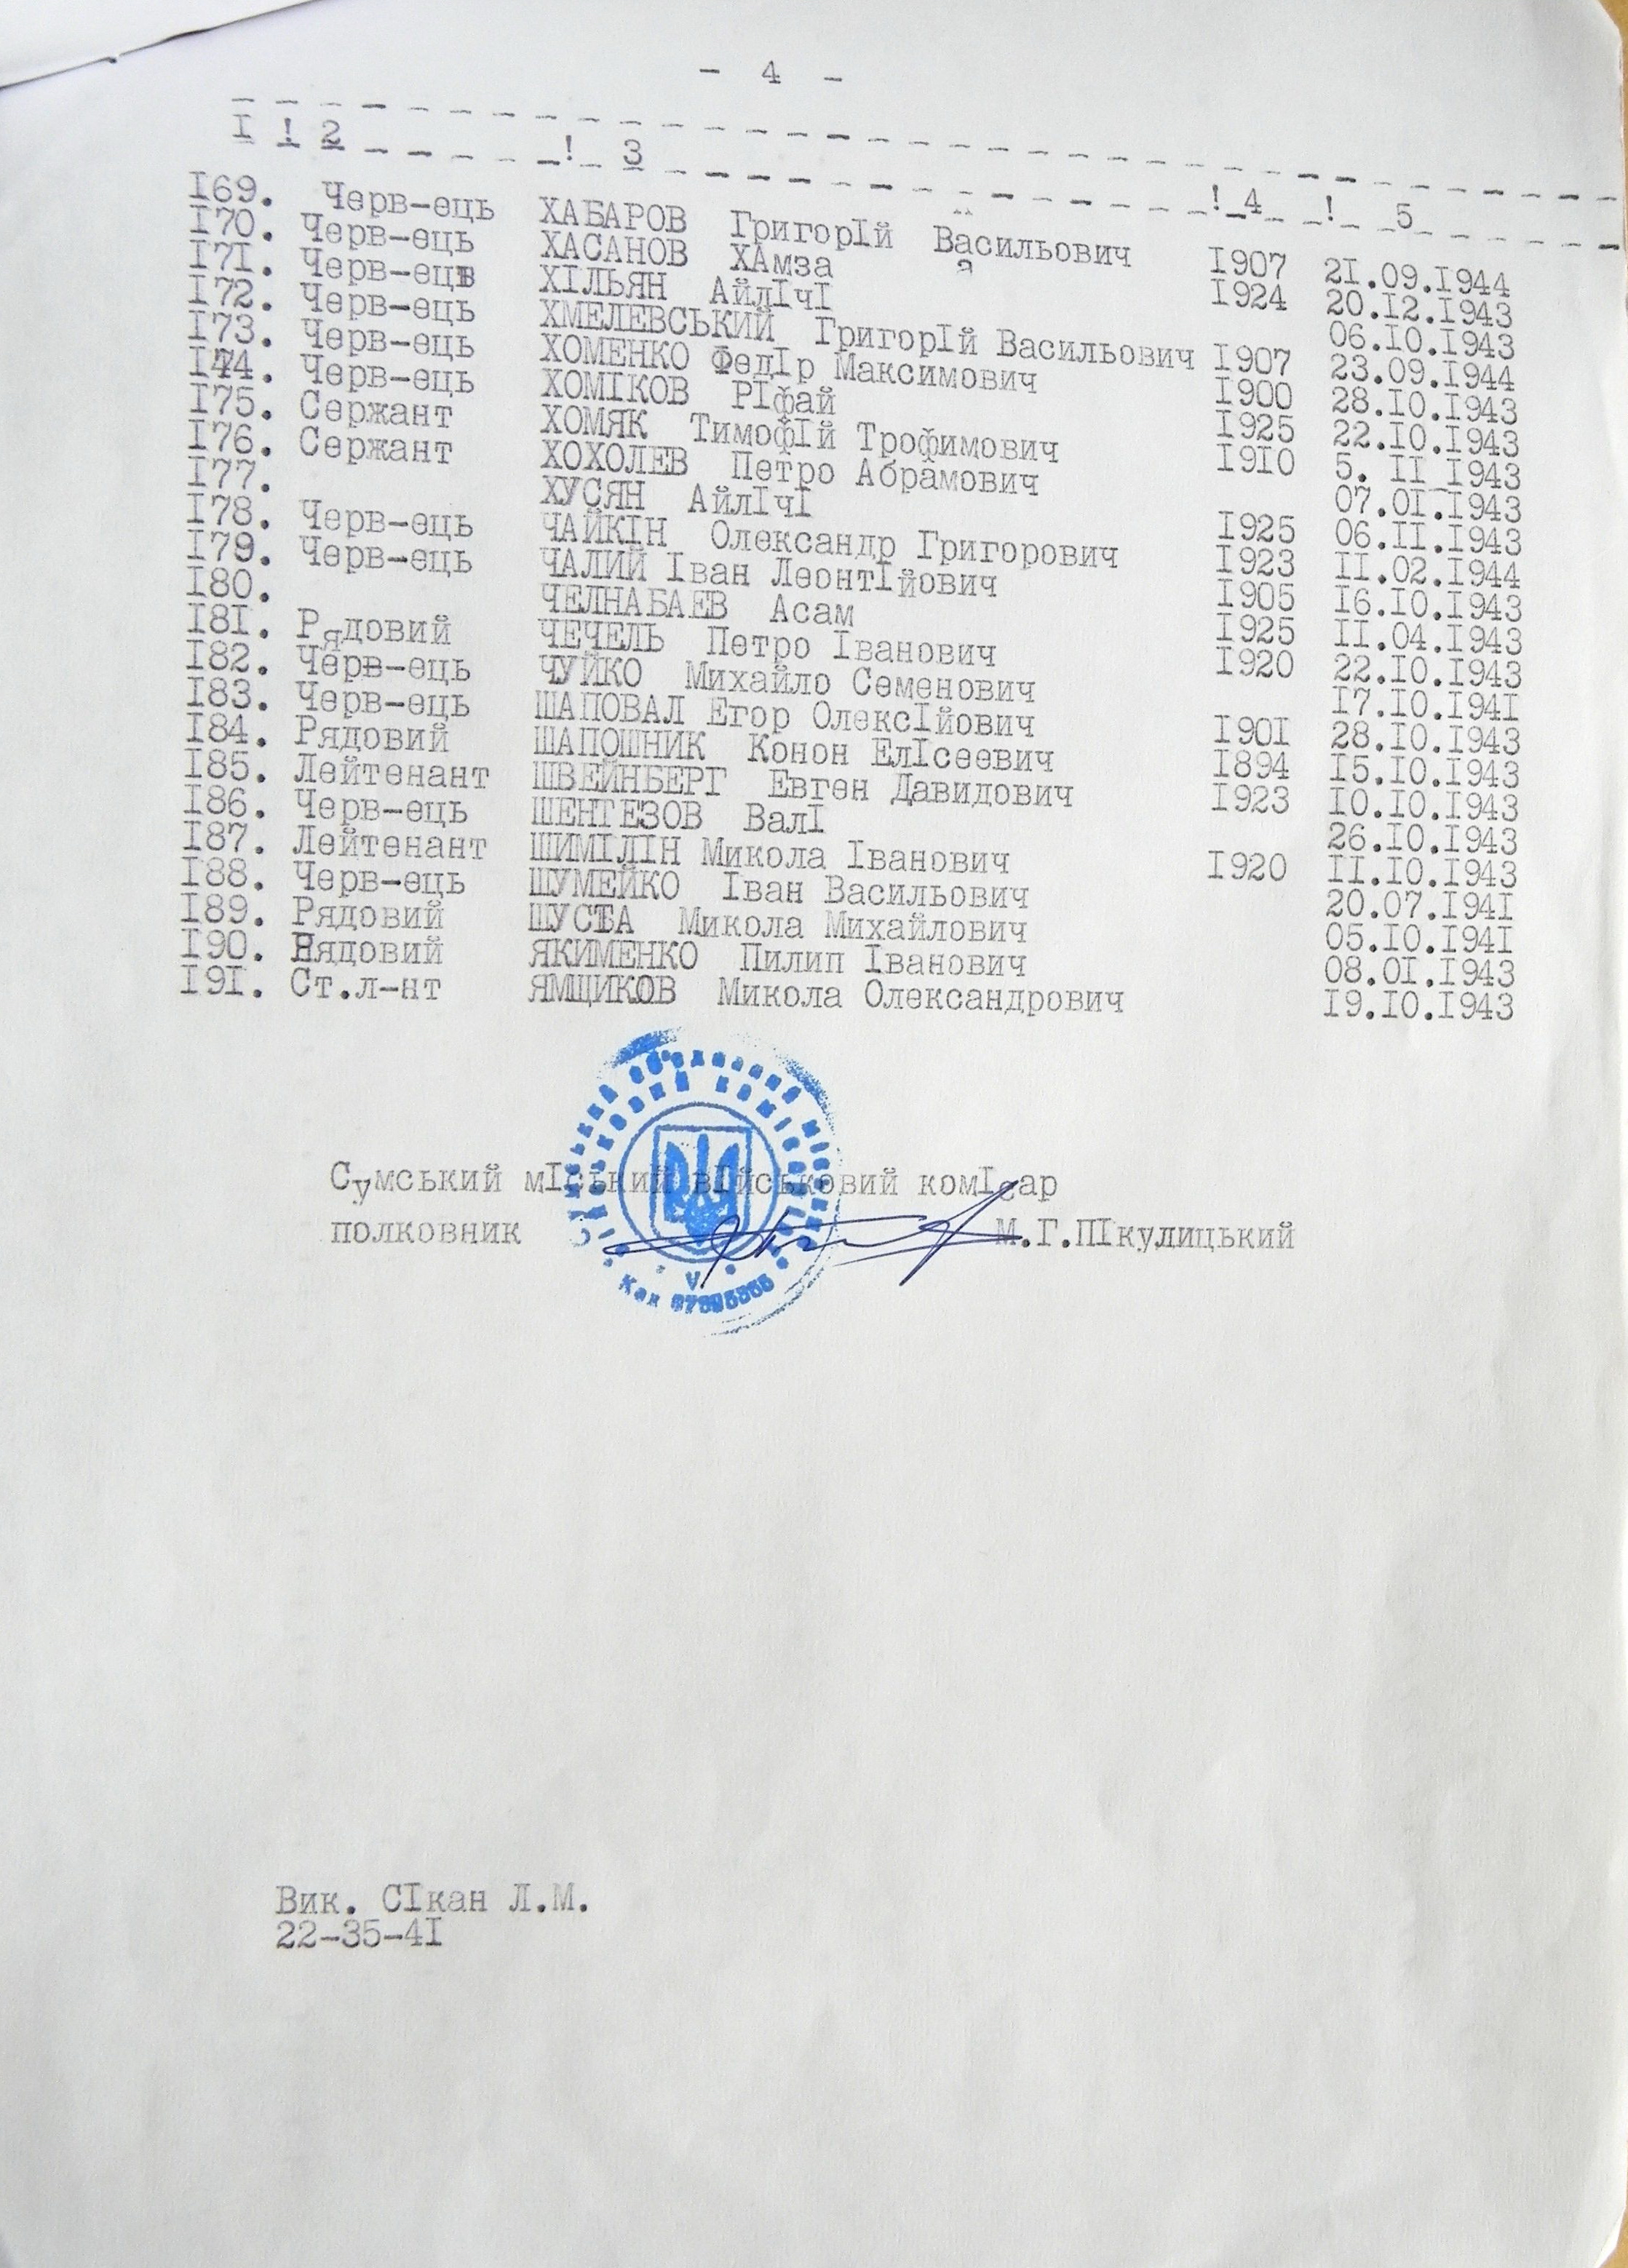 - 4 -
I ! 2 ! 3 ! 4 ! 5
I69. Черв-ець ХАБАРОВ ГригорІй Васильович I907 2I.09.I944
I70. Черв-ець ХАСАНОВ ХАмза I924 20.I2.I943
I7I. Черв-ець ХІЛЬЯН АйлІчІ 06.I0.I943
I72. Черв-ець ХМЕЛЕВСЬКИЙ ГригорІй Васильович I907 23.09.I944
I73. Черв-ець ХОМЕНКО ФедІр Максимович I900 28.I0.I943
I74. Черв-ець ХОМІКОВ РІфай I925 22.I0.I943
I75. Сержант ХОМЯК ТимофІй Трофимович I9I0 5. II I943
I76. Сержант ХОХОЛЕВ Петро Абрамович 07.0I.I943
I77. ХУСЯН АйлІчІ I925 06.II.I943
I78. Черв-ець ЧАЙКІН Олександр Григорович I923 II.02.I944
I79. Черв-ець ЧАЛИЙ Іван ЛеонтІйович I905 I6.I0.I943
I80. ЧЕЛНАБАЕВ Асам I925 II.04.I943
I8I. Рядовий ЧЕЧЕЛЬ Петро Іванович I920 22.I0.I943
I82. Черв-ець ЧУЙКО Михайло Семенович I7.I0.I94I
I83. Черв-ець ШАПОВАЛ Егор ОлексІйович I90I 28.I0.I943
I84. Рядовий ШАПОШНИК Конон ЕлІсеевич I894 I5.I0.I943
I85. Лейтенант ШВЕЙНБЕРГ Евген Давидович I923 I0.I0.I943
I86. Черв-ець ШЕНГЕЗОВ ВалІ 26.I0.I943
I87. Лейтенант ШИМІЛІН Микола Іванович I920 II.I0.I943
I88. Черв-ець ШУМЕЙКО Іван Васильович 20.07.I94I
I89. Рядовий ШУСТА Микола Михайлович 05.I0.I94I
I90. Рядовий ЯКИМЕНКО Пилип Іванович 08.0I.I943
I9I. Ст.л-нт ЯМЩИКОВ Микола Олександрович I9.I0.I943
Сумський мІський вІйськовий комІсар
полковник М.Г.ПІкулицький
Вик. СІкан Л.М.
22-35-4I